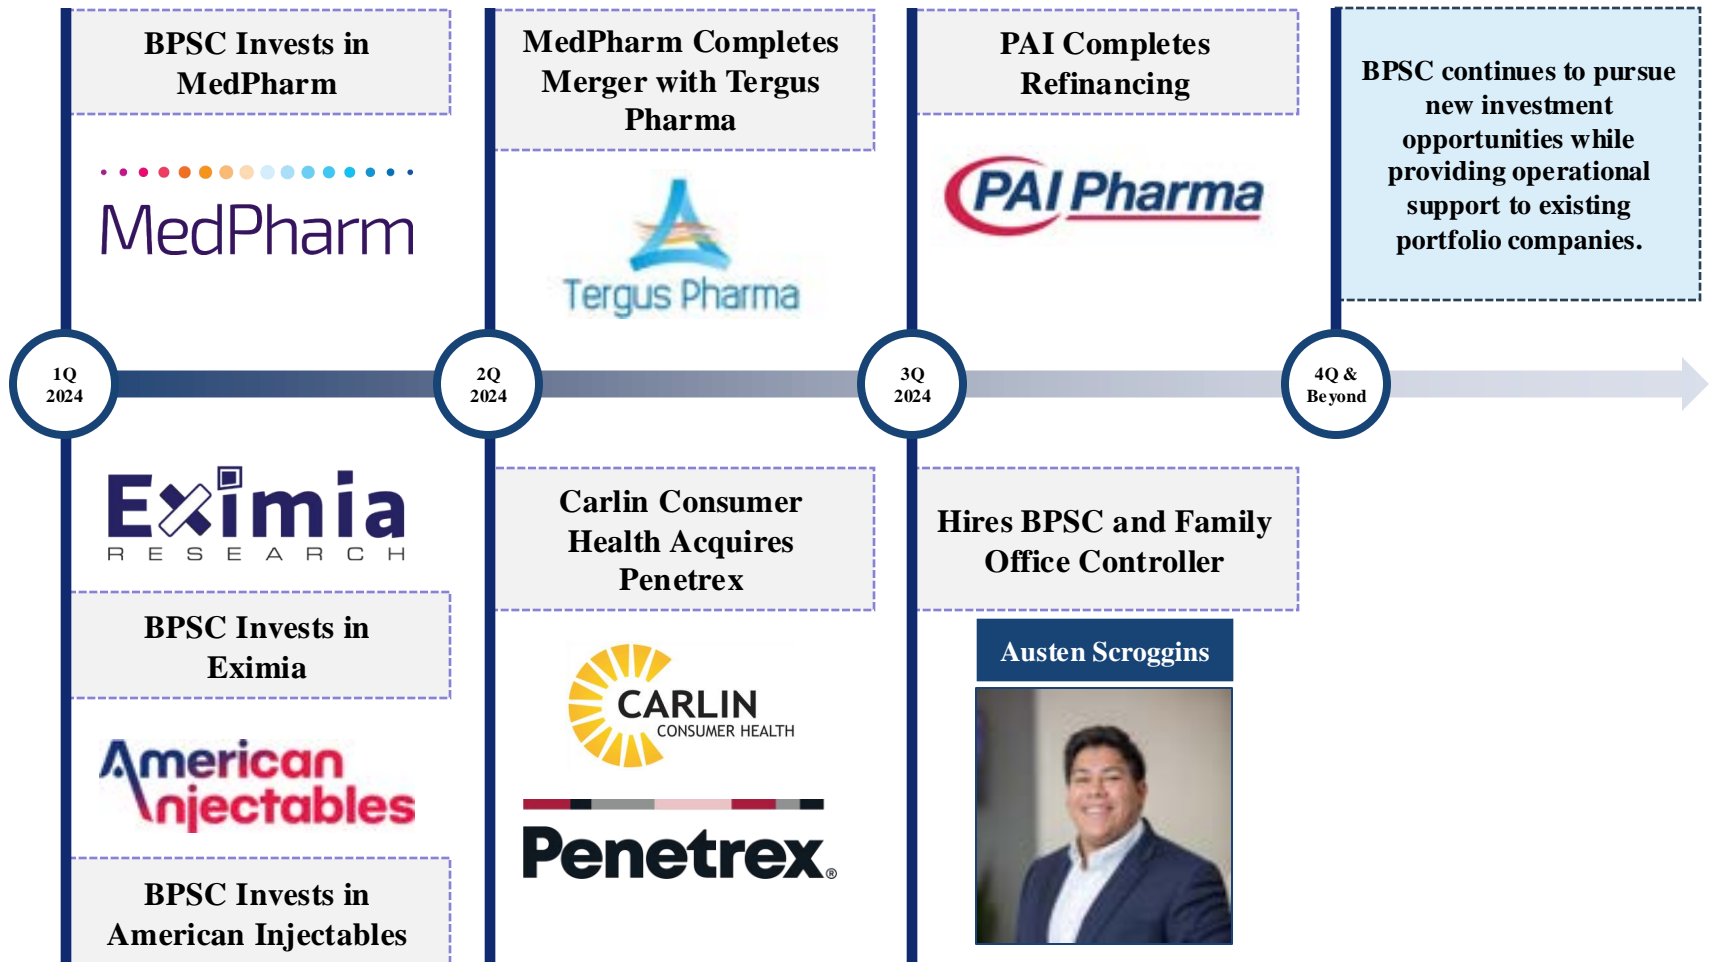 BPSC Invests in
MedPharm
MedPharm
1Q
2024
Eximia
RESEARCH
BPSC Invests in
Eximia
American
Injectables
BPSC Invests in
American Injectables
MedPharm Completes
Merger with Tergus
Pharma
Tergus Pharma
2Q
2024
Carlin Consumer
Health Acquires
Penetrex
CARLIN
CONSUMER HEALTH
Penetrex®
PAI Completes
Refinancing
PAI Pharma
3Q
2024
Hires BPSC and Family
Office Controller
Austen Scroggins
BPSC continues to pursue
new investment
opportunities while
providing operational
support to existing
portfolio companies.
4Q &
Beyond